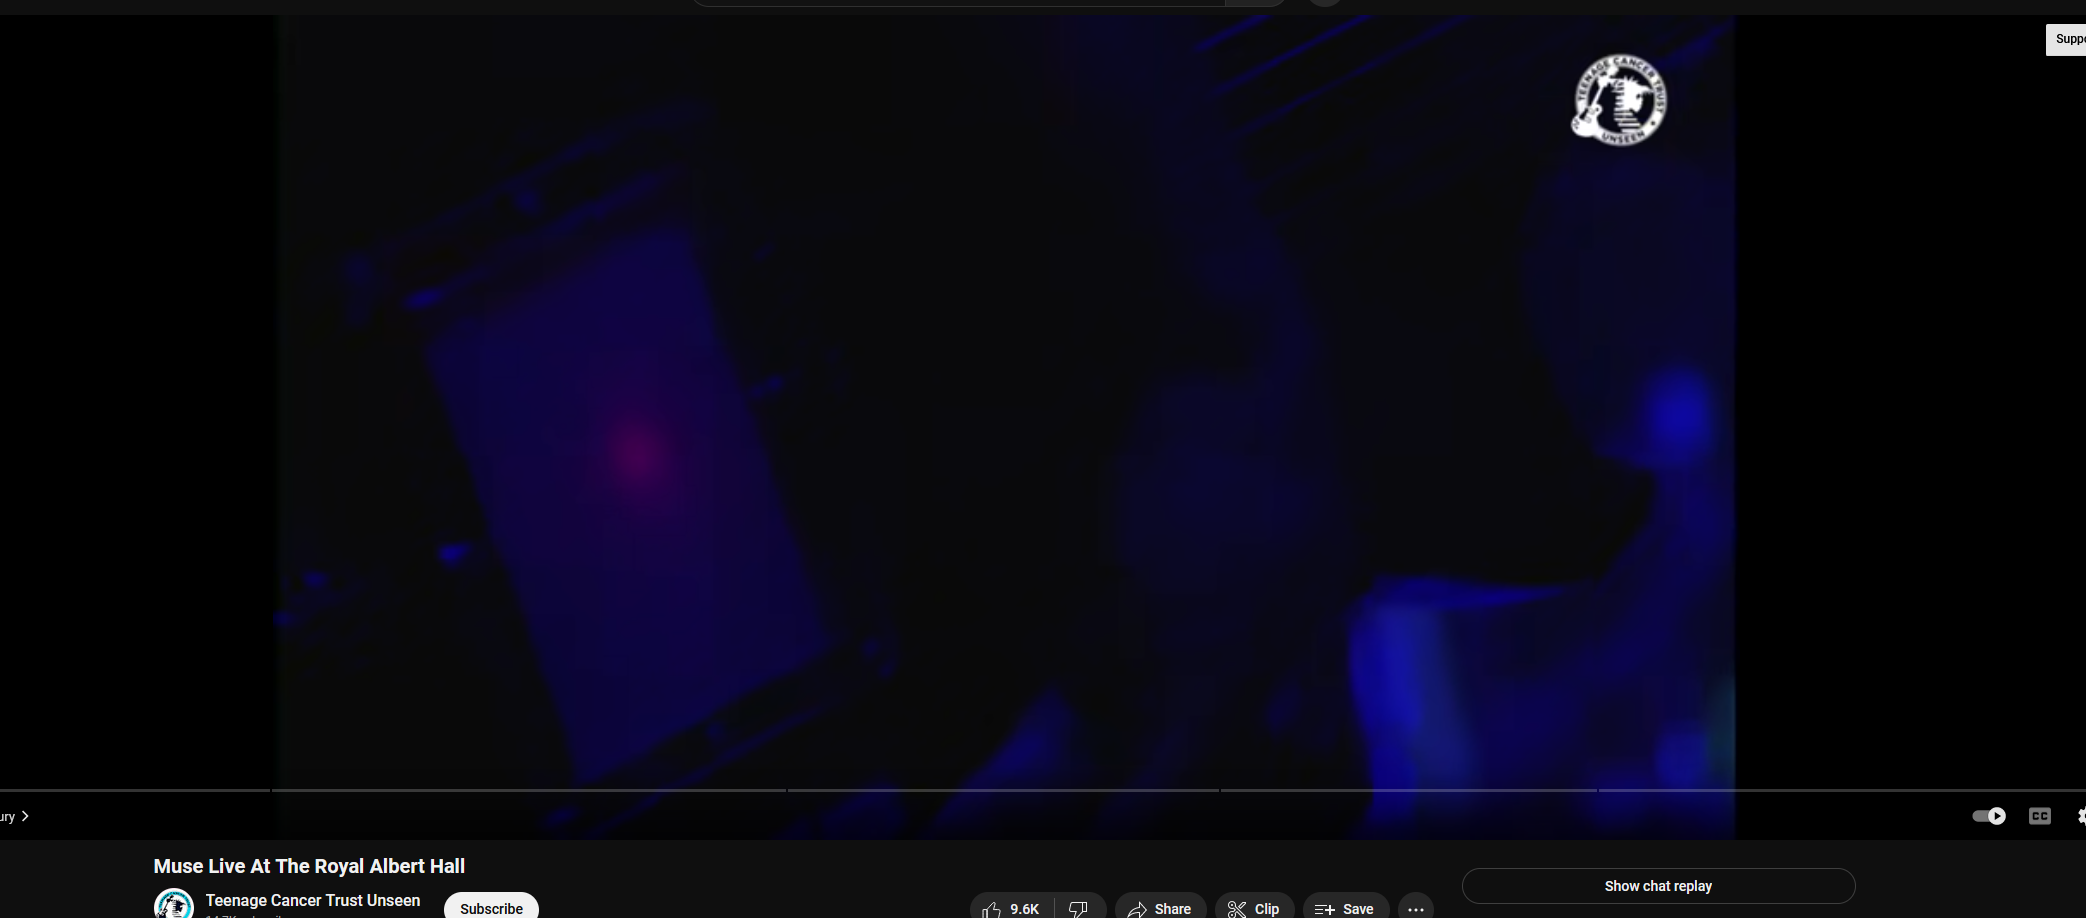 Suppo
TEENAGE CANCER TRUST
UNSEEN
ury
CC
Muse Live At The Royal Albert Hall
Show chat replay
Teenage Cancer Trust Unseen
Subscribe
9.6K
Share
Clip
Save